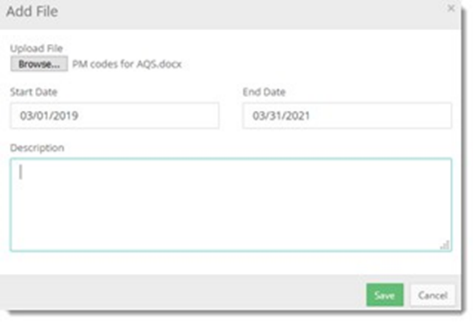 Add File ×
Upload File
Browse... PM codes for AQS.docx
Start Date End Date
03/01/2019 03/31/2021
Description
Save Cancel